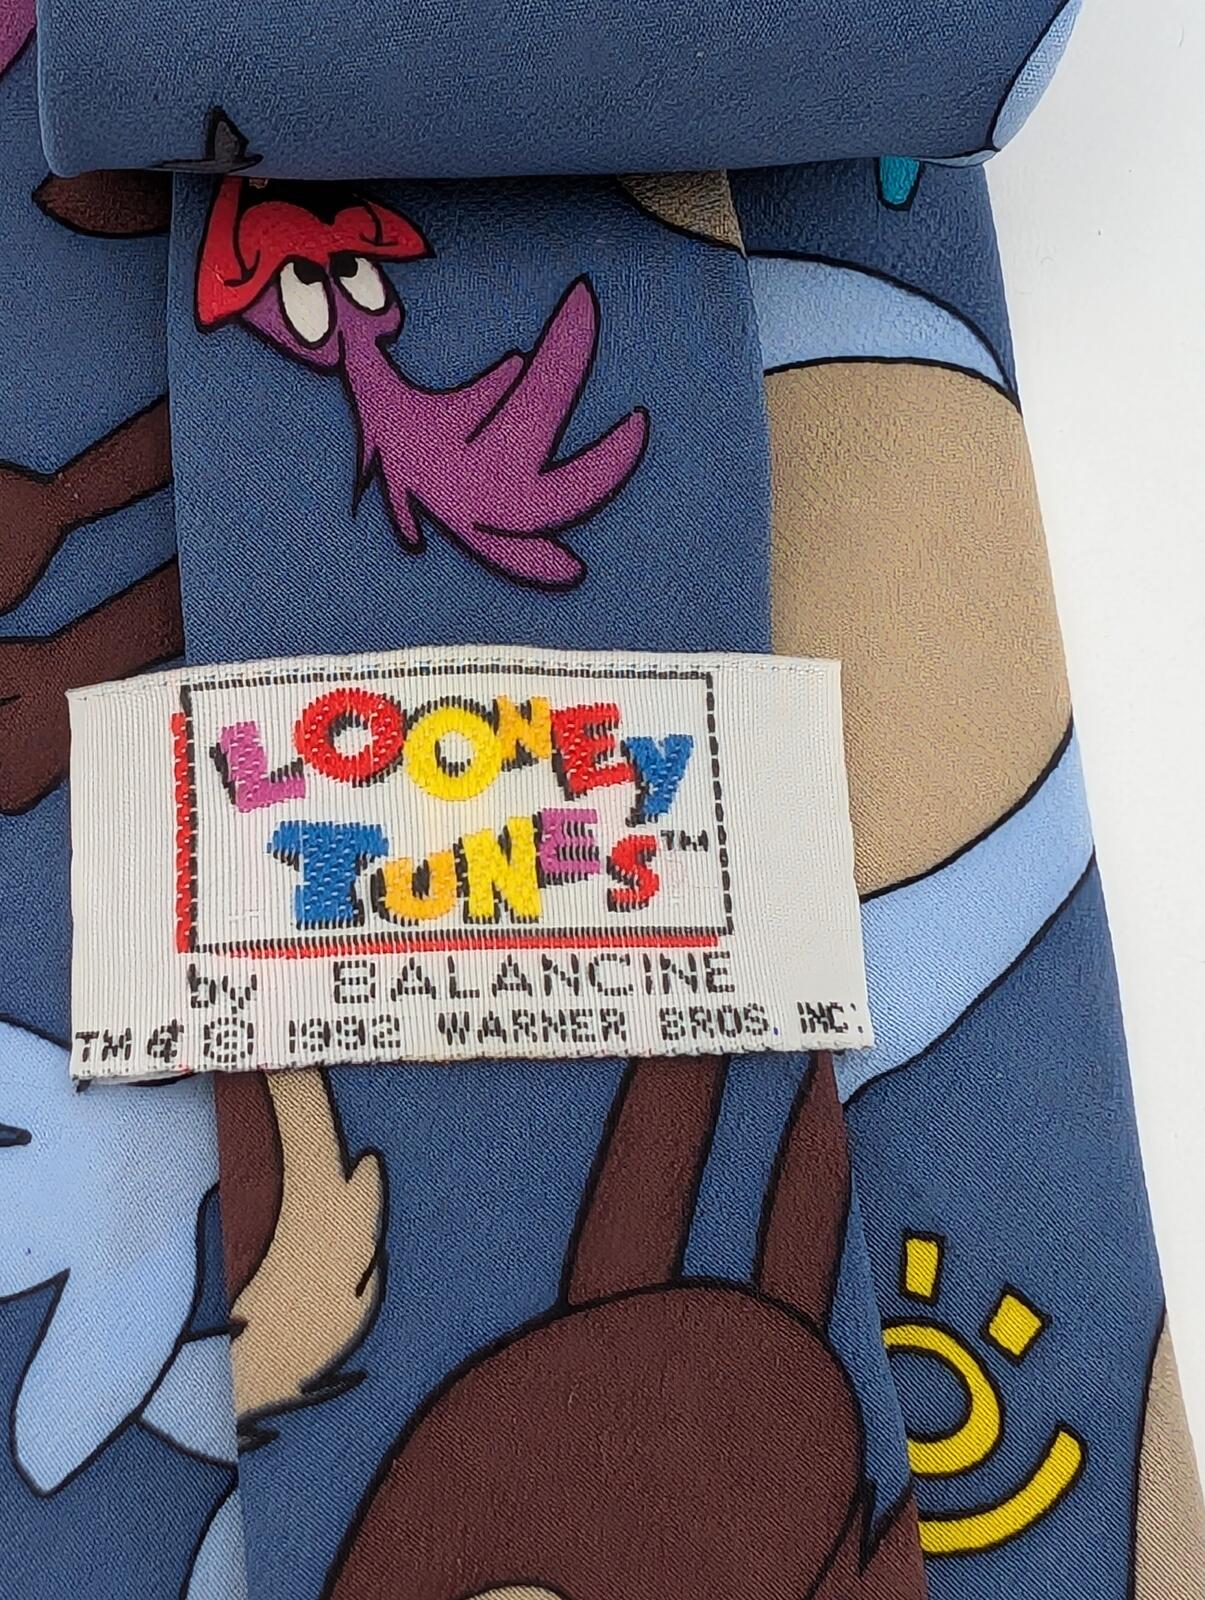 LOONEY
TUNES™
by BALANCINE
TM & © 1992 WARNER BROS. INC.